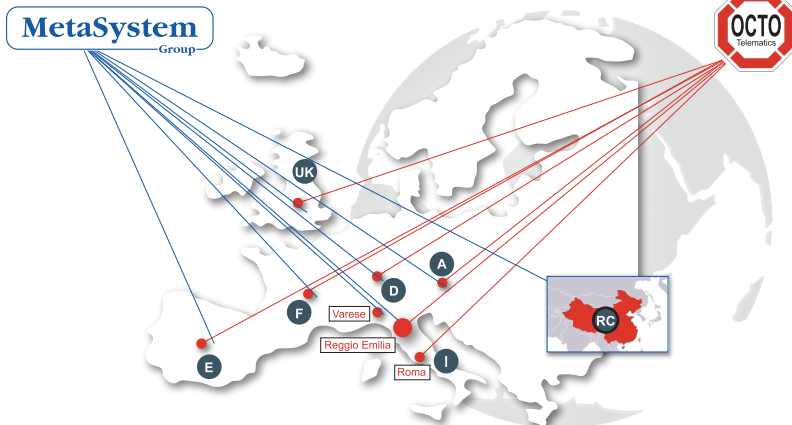 MetaSystem
Group
OCTO
Telematics
UK
A
D
F
Varese
RC
Reggio Emilia
E
I
Roma